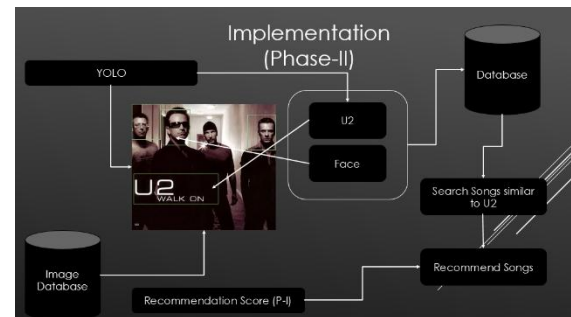 Implementation
(Phase-II)
YOLO
Database
U2
Face
U2
WALK ON
Search Songs similar
to U2
Image
Database
Recommend Songs
Recommendation Score (P-I)